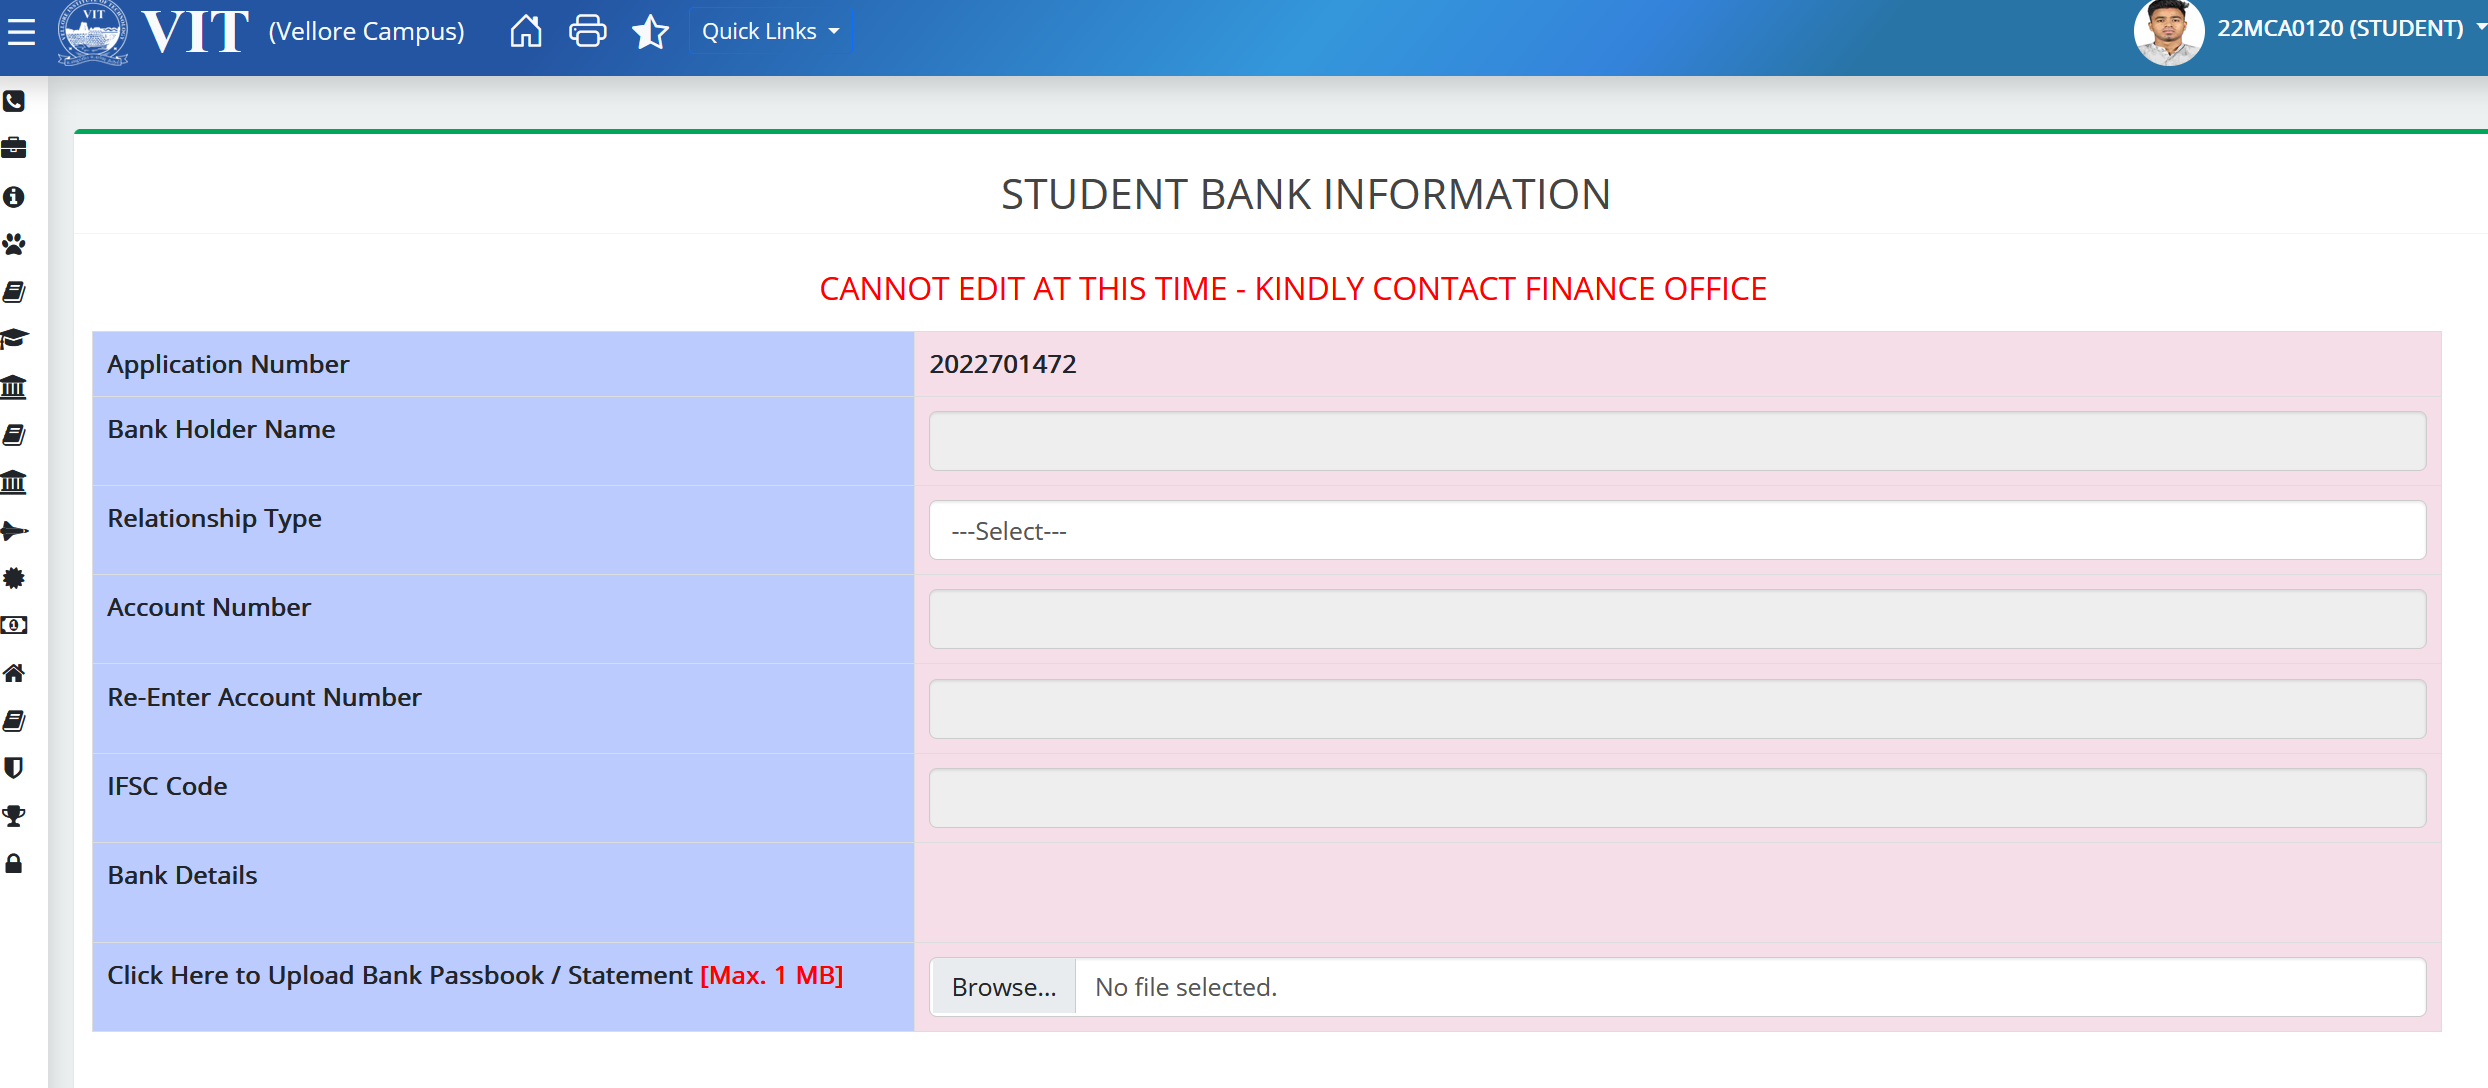 VIT (Vellore Campus) Quick Links 22MCA0120 (STUDENT)
STUDENT BANK INFORMATION
CANNOT EDIT AT THIS TIME - KINDLY CONTACT FINANCE OFFICE
Application Number 2022701472
Bank Holder Name
Relationship Type ---Select---
Account Number
Re-Enter Account Number
IFSC Code
Bank Details
Click Here to Upload Bank Passbook / Statement [Max. 1 MB] Browse... No file selected.